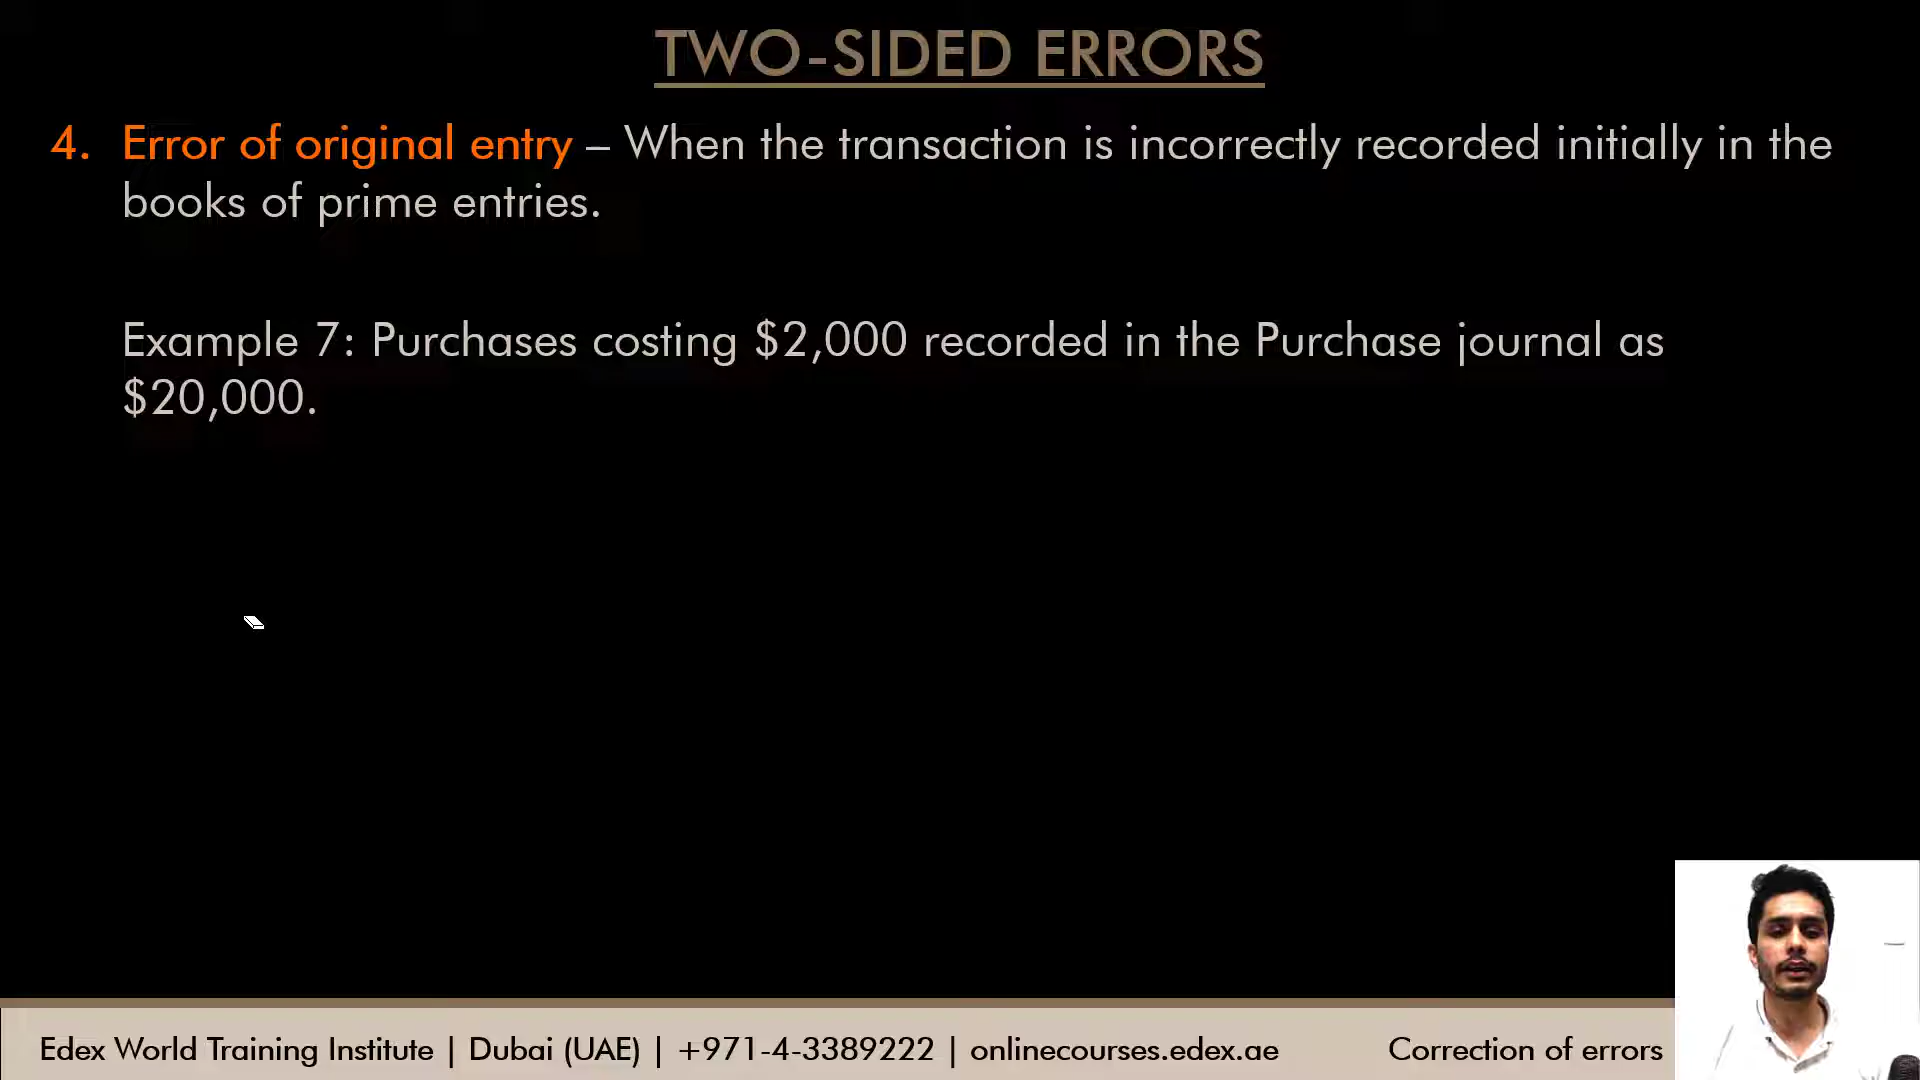 TWO-SIDED ERRORS
4. Error of original entry – When the transaction is incorrectly recorded initially in the
books of prime entries.
Example 7: Purchases costing $2,000 recorded in the Purchase journal as
$20,000.
Edex World Training Institute | Dubai (UAE) | +971-4-3389222 | onlinecourses.edex.ae Correction of errors